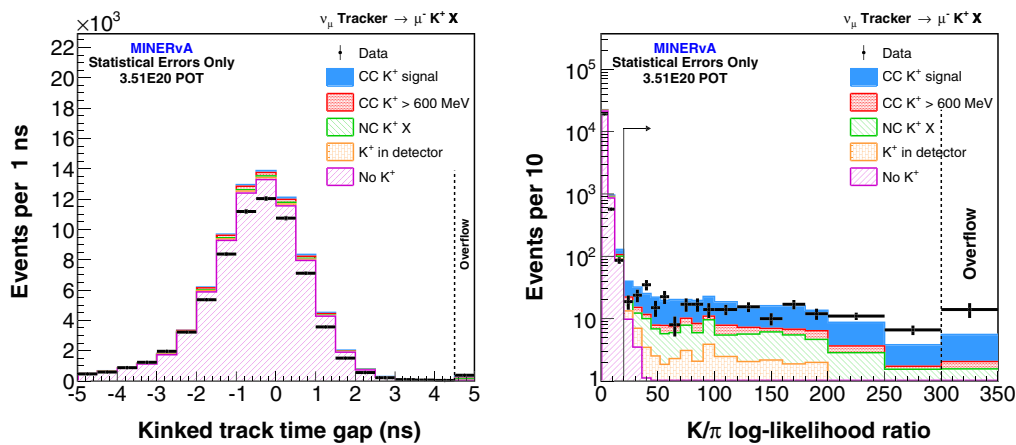 ν_μ Tracker → μ⁻ K⁺ X
×10³
MINERνA
Statistical Errors Only
3.51E20 POT
Data
CC K⁺ signal
CC K⁺ > 600 MeV
NC K⁺ X
K⁺ in detector
No K⁺
Overflow
Events per 1 ns
22
20
18
16
14
12
10
8
6
4
2
0
-5 -4 -3 -2 -1 0 1 2 3 4 5
Kinked track time gap (ns)
ν_μ Tracker → μ⁻ K⁺ X
MINERνA
Statistical Errors Only
3.51E20 POT
Data
CC K⁺ signal
CC K⁺ > 600 MeV
NC K⁺ X
K⁺ in detector
No K⁺
Overflow
Events per 10
10⁵
10⁴
10³
10²
10
1
0 50 100 150 200 250 300 350
K/π log-likelihood ratio